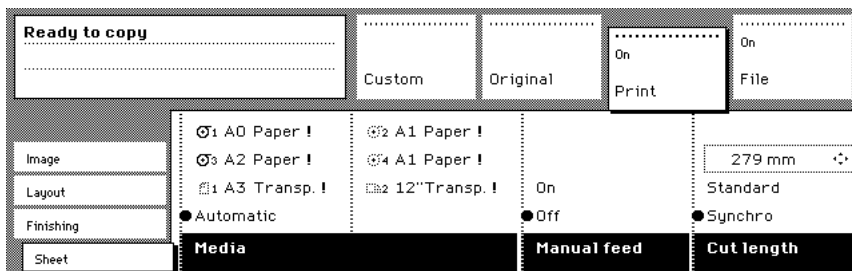 Ready to copy
Custom
Original
On
Print
On
File
Image
Layout
Finishing
Sheet
1 A0 Paper !
2 A1 Paper !
3 A2 Paper !
4 A1 Paper !
1 A3 Transp. !
2 12"Transp. !
Automatic
Media
On
Off
Manual feed
279 mm
Standard
Synchro
Cut length